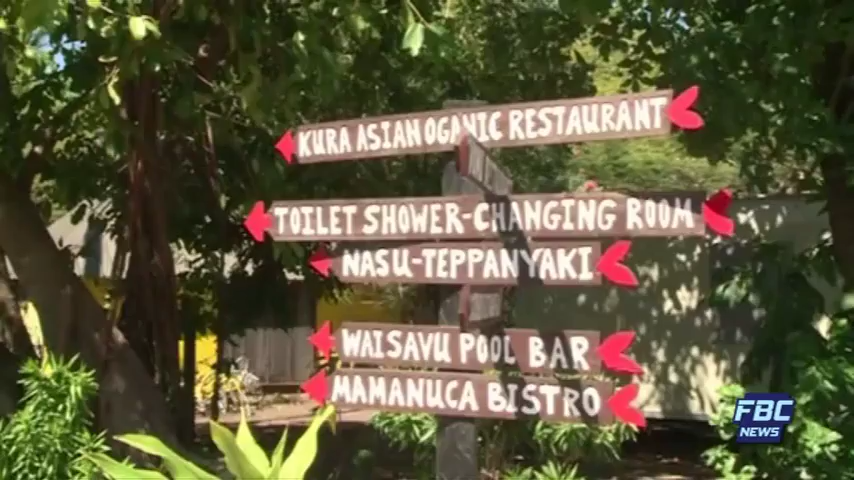 KURA ASIAN OGANIC RESTAURANT
TOILET SHOWER-CHANGING ROOM
NASU-TEPPANYAKI
WAISAVU POOL BAR
MAMANUCA BISTRO
FBC
NEWS